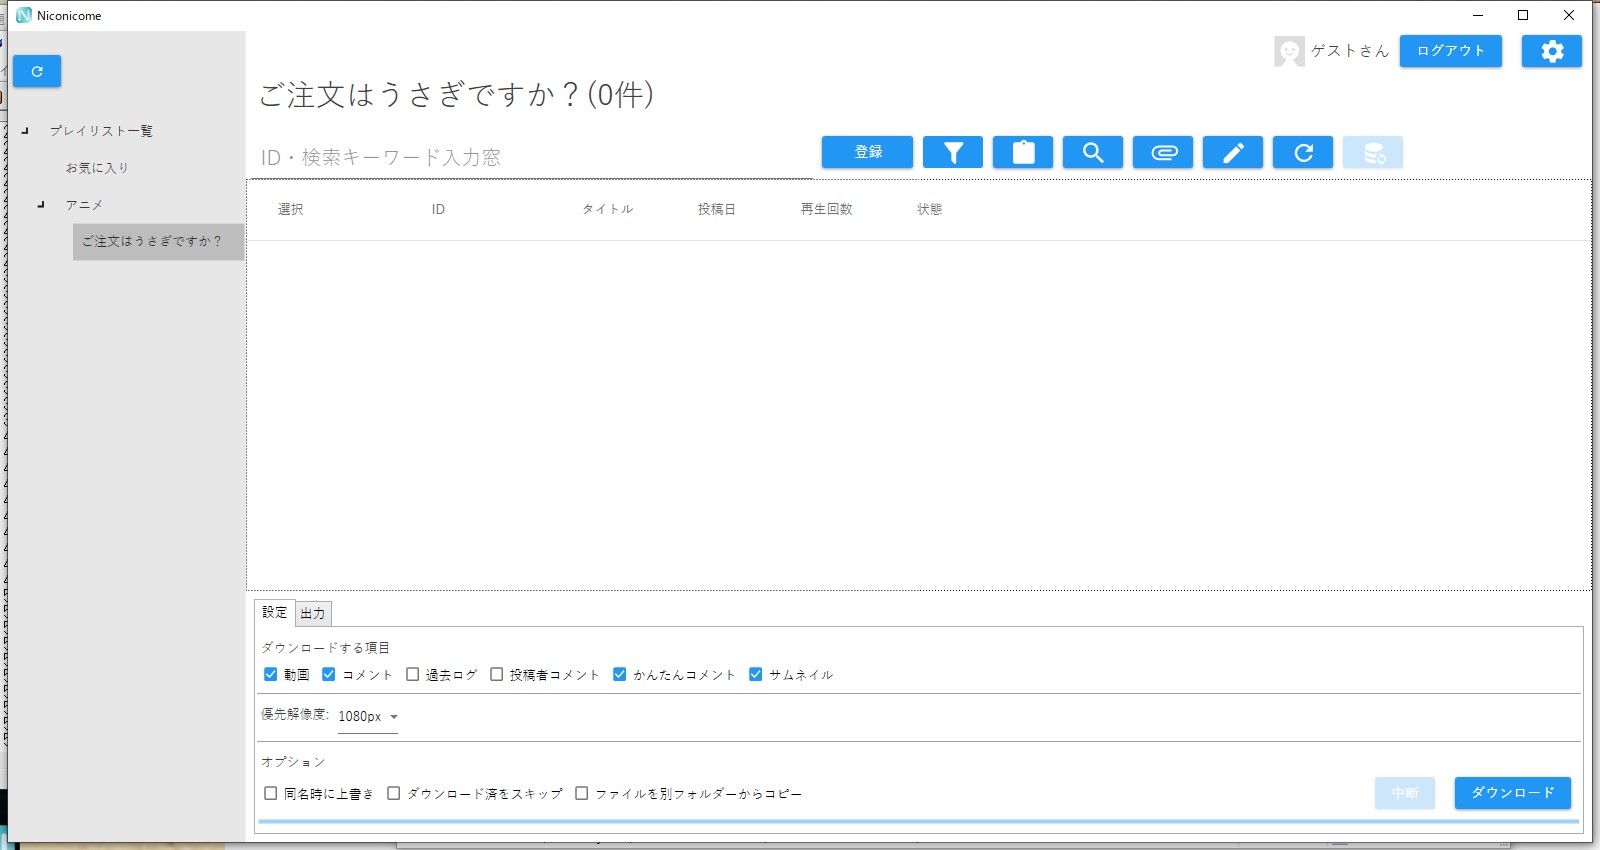 Niconicome
ゲストさん
ログアウト
ご注文はうさぎですか？(0件)
プレイリスト一覧
お気に入り
アニメ
ご注文はうさぎですか？
ID・検索キーワード入力窓
登録
選択 ID タイトル 投稿日 再生回数 状態
設定 出力
ダウンロードする項目
動画 コメント 過去ログ 投稿者コメント かんたんコメント サムネイル
優先解像度: 1080px
オプション
同名時に上書き ダウンロード済をスキップ ファイルを別フォルダーからコピー
中断 ダウンロード